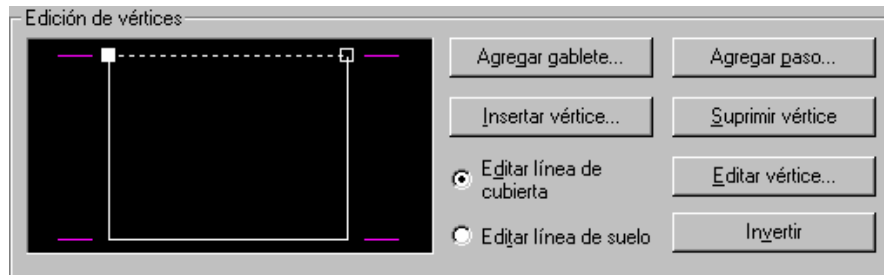 Edición de vértices
Agregar gablete...
Agregar paso...
Insertar vértice...
Suprimir vértice
Editar línea de
cubierta
Editar vértice...
Editar línea de suelo
Invertir